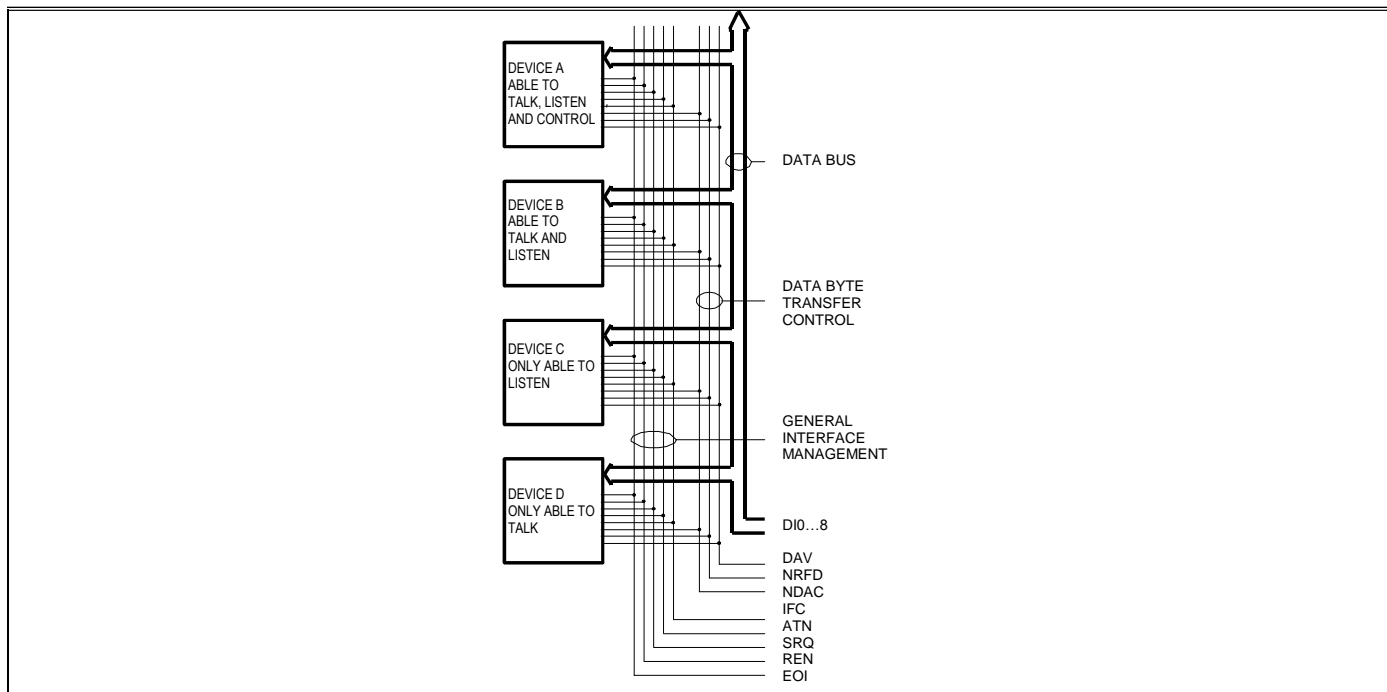 DEVICE A
ABLE TO
TALK, LISTEN
AND CONTROL
DATA BUS
DEVICE B
ABLE TO
TALK AND
LISTEN
DATA BYTE
TRANSFER
CONTROL
DEVICE C
ONLY ABLE TO
LISTEN
GENERAL
INTERFACE
MANAGEMENT
DEVICE D
ONLY ABLE TO
TALK
DI0...8
DAV
NRFD
NDAC
IFC
ATN
SRQ
REN
EOI